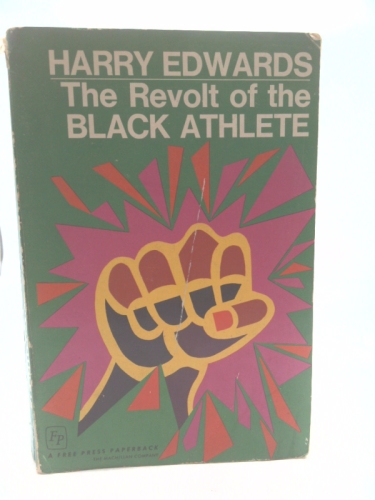 HARRY EDWARDS
The Revolt of the
BLACK ATHLETE
FP
A FREE PRESS PAPERBACK